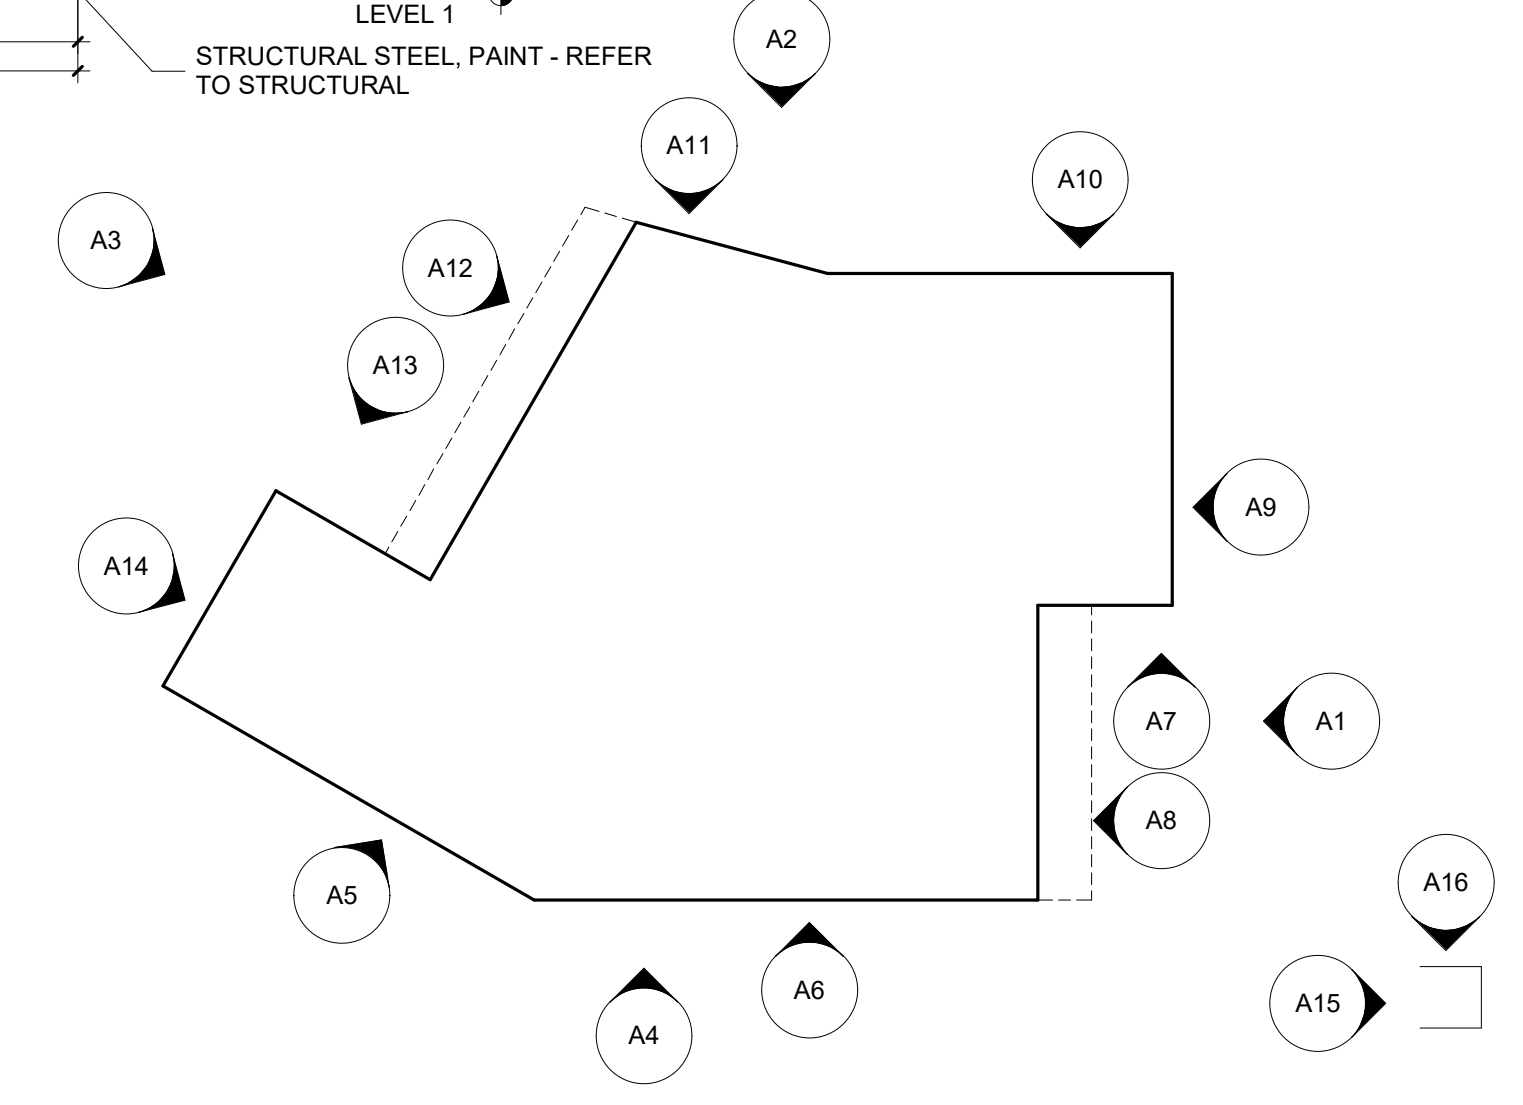 LEVEL 1
STRUCTURAL STEEL, PAINT - REFER
TO STRUCTURAL
A2
A11
A10
A3
A12
A13
A9
A14
A7
A1
A8
A16
A5
A6
A15
A4